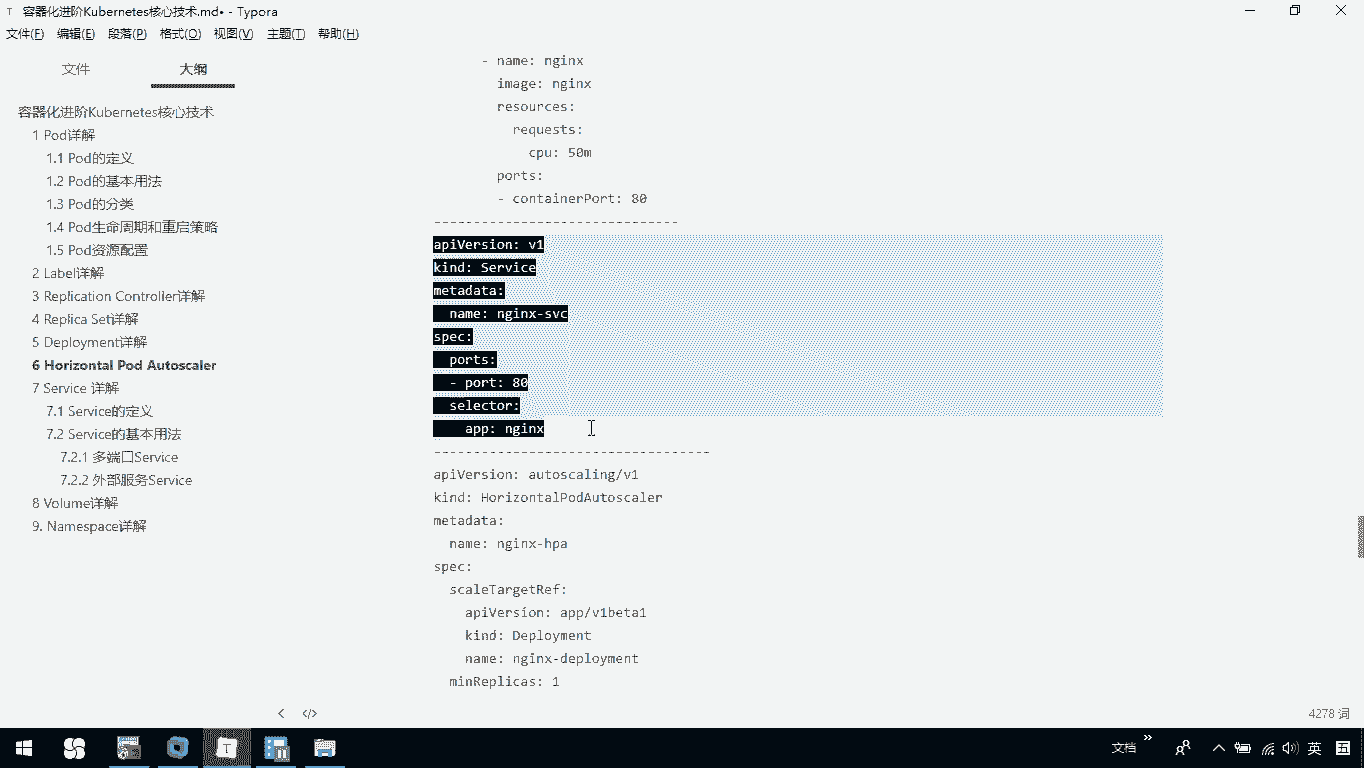 容器化进阶Kubernetes核心技术.md• - Typora
文件(F) 编辑(E) 段落(P) 格式(O) 视图(V) 主题(T) 帮助(H)
文件 大纲
容器化进阶Kubernetes核心技术
1 Pod详解
1.1 Pod的定义
1.2 Pod的基本用法
1.3 Pod的分类
1.4 Pod生命周期和重启策略
1.5 Pod资源配置
2 Label详解
3 Replication Controller详解
4 Replica Set详解
5 Deployment详解
6 Horizontal Pod Autoscaler
7 Service 详解
7.1 Service的定义
7.2 Service的基本用法
7.2.1 多端口Service
7.2.2 外部服务Service
8 Volume详解
9. Namespace详解
- name: nginx
image: nginx
resources:
requests:
cpu: 50m
ports:
- containerPort: 80
-------------------------------
apiVersion: v1
kind: Service
metadata:
name: nginx-svc
spec:
ports:
- port: 80
selector:
app: nginx
-----------------------------------
apiVersion: autoscaling/v1
kind: HorizontalPodAutoscaler
metadata:
name: nginx-hpa
spec:
scaleTargetRef:
apiVersion: app/v1beta1
kind: Deployment
name: nginx-deployment
minReplicas: 1
4278 词
文档 英 五